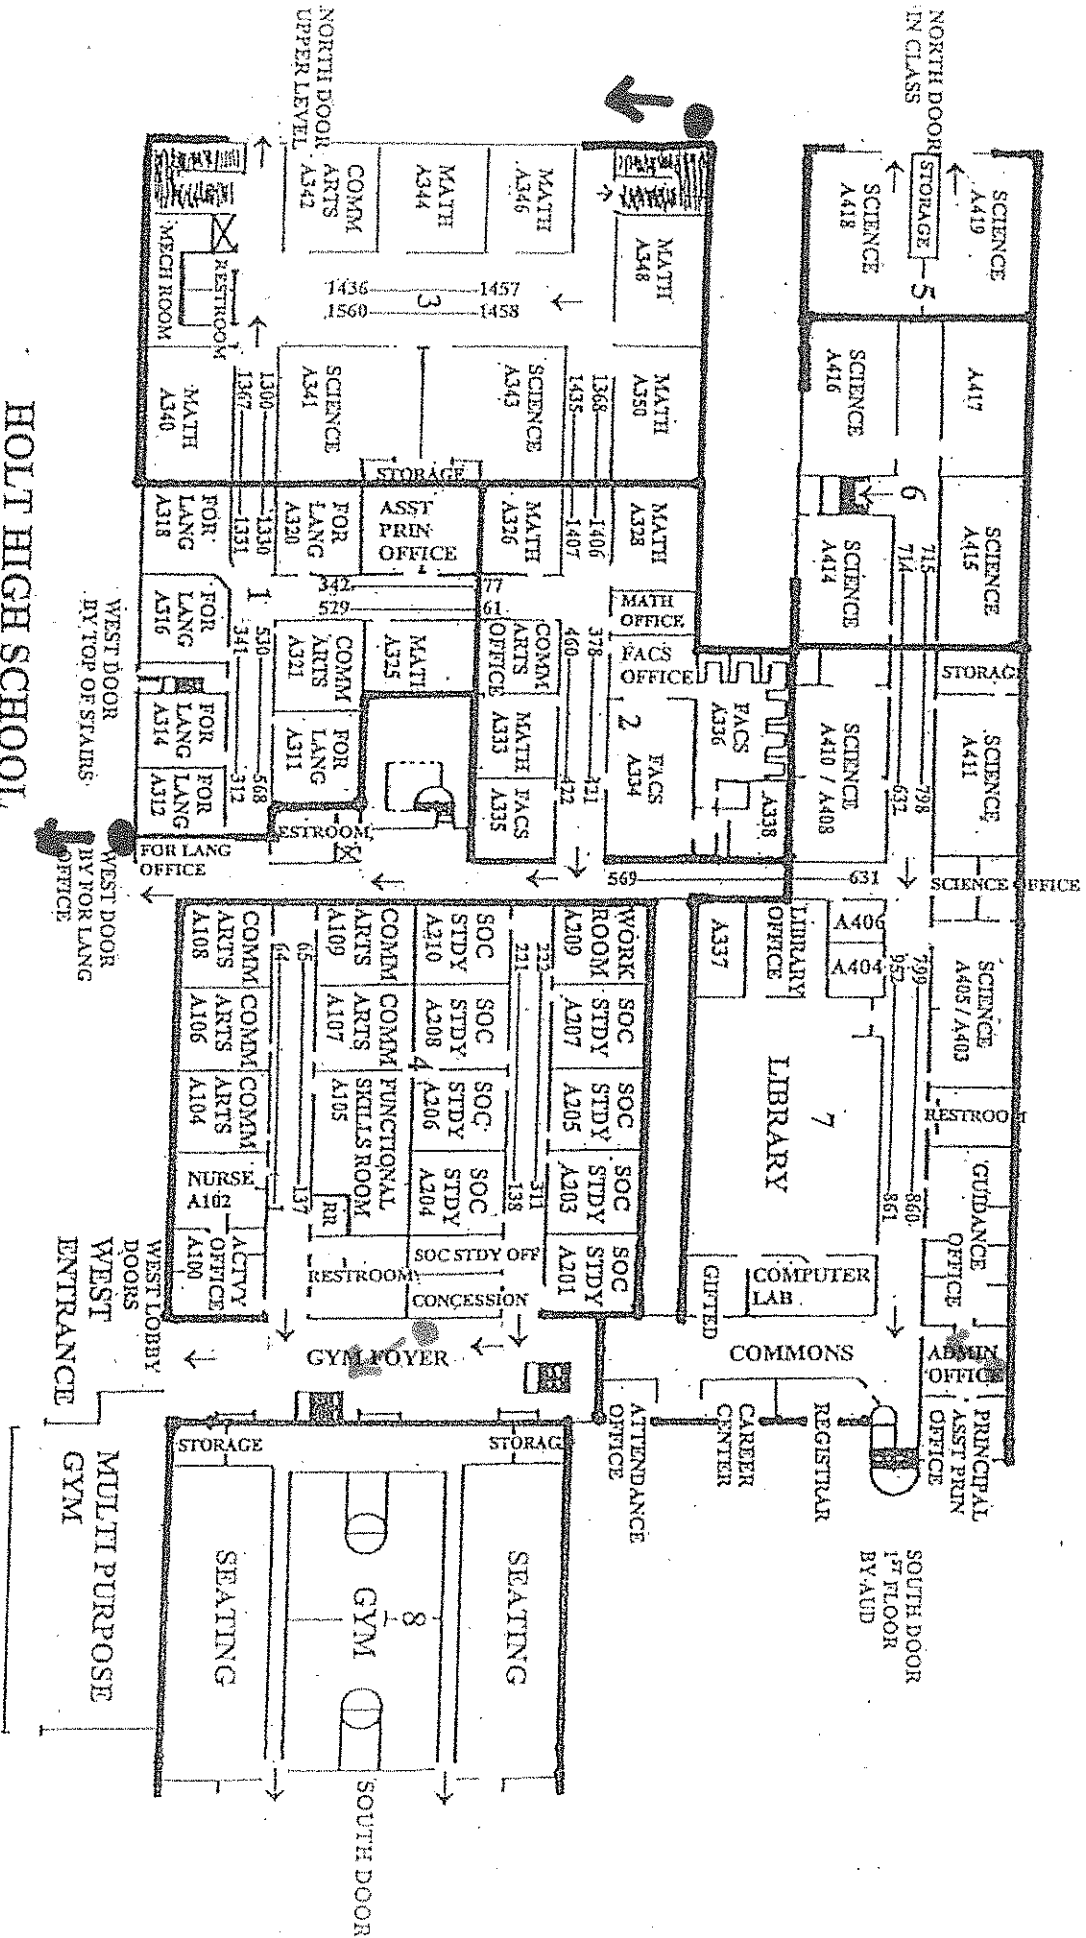 NORTH DOOR
IN CLASS
NORTH DOOR
UPPER LEVEL
SCIENCE
A419
STORAGE
SCIENCE
A418
5
A417
SCIENCE
A416
6
SCIENCE
A415
715
714
SCIENCE
A414
STORAGE
SCIENCE
A411
798
632
SCIENCE
A410 / A408
SCIENCE OFFICE
631
569
A406
A404
SCIENCE
A405 / A403
799
952
RESTROOM
GUIDANCE
OFFICE
860
861
LIBRARY
OFFICE
A337
LIBRARY
7
COMPUTER
LAB
GIFTED
COMMONS
ADMIN
OFFICE
PRINCIPAL
ASST PRIN
OFFICE
REGISTRAR
CAREER
CENTER
ATTENDANCE
OFFICE
SOUTH DOOR
1ST FLOOR
BY AUD
MATH
A348
MATH
A346
MATH
A344
COMM
ARTS
A342
1436
1457
1560
1458
3
RESTROOM
MECH ROOM
MATH
A350
1368
1435
SCIENCE
A343
SCIENCE
A341
1300
1367
MATH
A340
STORAGE
MATH
A328
1406
1407
MATH
A326
ASST
PRIN
OFFICE
FOR
LANG
A320
1330
1331
FOR
LANG
A318
MATH
OFFICE
FACS
OFFICE
342
77
529
61
1
530
341
FOR
LANG
A316
COMM
ARTS
OFFICE
378
460
MATH
A325
COMM
ARTS
A321
FACS
A336
A338
2
FACS
A334
421
422
MATH
A333
FACS
A335
FOR
LANG
A311
568
312
FOR
LANG
A314
FOR
LANG
A312
ESTROOM
FOR LANG
OFFICE
WEST DOOR
BY TOP OF STAIRS
WEST DOOR
BY FOR LANG
OFFICE
WORK
ROOM
A209
SOC
STDY
A207
SOC
STDY
A205
SOC
STDY
A203
SOC
STDY
A201
222
311
221
138
SOC
STDY
A210
SOC
STDY
A208
SOC
STDY
A206
SOC
STDY
A204
SOC STDY OFF
CONCESSION
4
COMM
ARTS
A109
COMM
ARTS
A107
FUNCTIONAL
SKILLS ROOM
A105
RR
RESTROOM
65
137
64
1
COMM
ARTS
A108
COMM
ARTS
A106
COMM
ARTS
A104
NURSE
A102
ACTVY
OFFICE
A100
GYM FOYER
WEST LOBBY
DOORS
WEST
ENTRANCE
STORAGE
STORAG
SEATING
8
GYM
SEATING
SOUTH DOOR
MULTI PURPOSE
GYM
HOLT HIGH SCHOOL